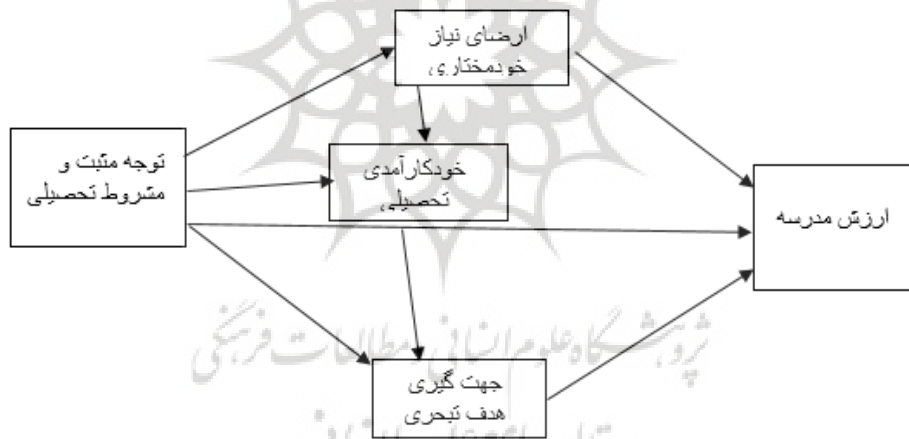 ارضای نیاز
خودمختاری
توجه مثبت و
مشروط تحصیلی
خودکارآمدی
تحصیلی
ارزش مدرسه
پژوهشگاه علوم انسانی و مطالعات فرهنگی
جهت گیری
هدف تبحری